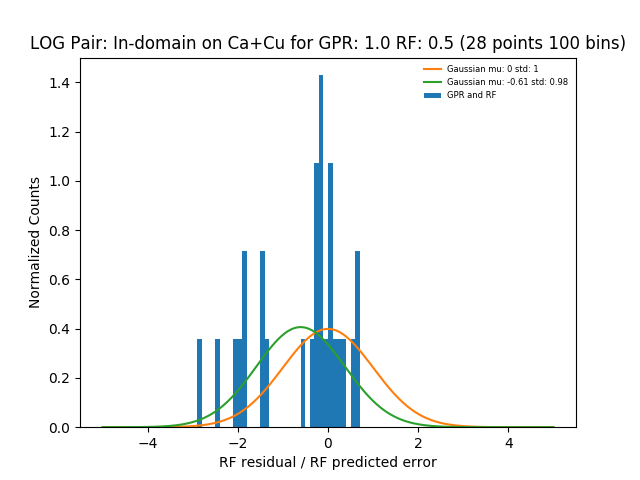 LOG Pair: In-domain on Ca+Cu for GPR: 1.0 RF: 0.5 (28 points 100 bins)
Gaussian mu: 0 std: 1
Gaussian mu: -0.61 std: 0.98
GPR and RF
Normalized Counts
1.4
1.2
1.0
0.8
0.6
0.4
0.2
0.0
−4 −2 0 2 4
RF residual / RF predicted error